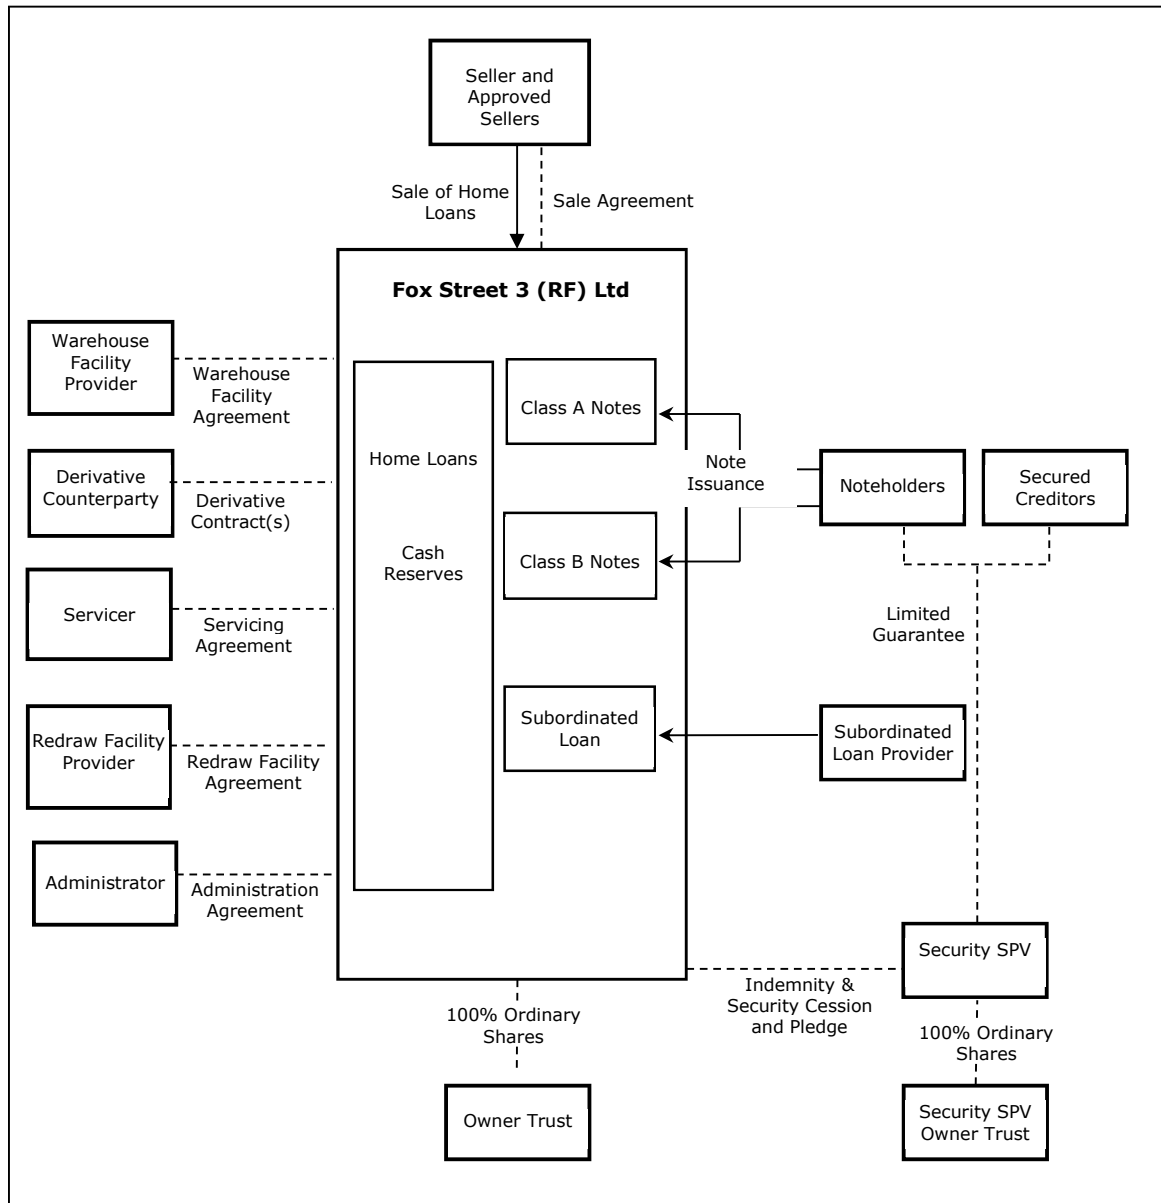 Seller and
Approved
Sellers
Sale of Home
Loans
Sale Agreement
Fox Street 3 (RF) Ltd
Warehouse
Facility
Provider
Warehouse
Facility
Agreement
Derivative
Counterparty
Derivative
Contract(s)
Servicer
Servicing
Agreement
Redraw Facility
Provider
Redraw Facility
Agreement
Administrator
Administration
Agreement
Home Loans
Cash
Reserves
Class A Notes
Class B Notes
Subordinated
Loan
Note
Issuance
Noteholders
Secured
Creditors
Limited
Guarantee
Subordinated
Loan Provider
Security SPV
Indemnity &
Security Cession
and Pledge
100% Ordinary
Shares
100% Ordinary
Shares
Owner Trust
Security SPV
Owner Trust